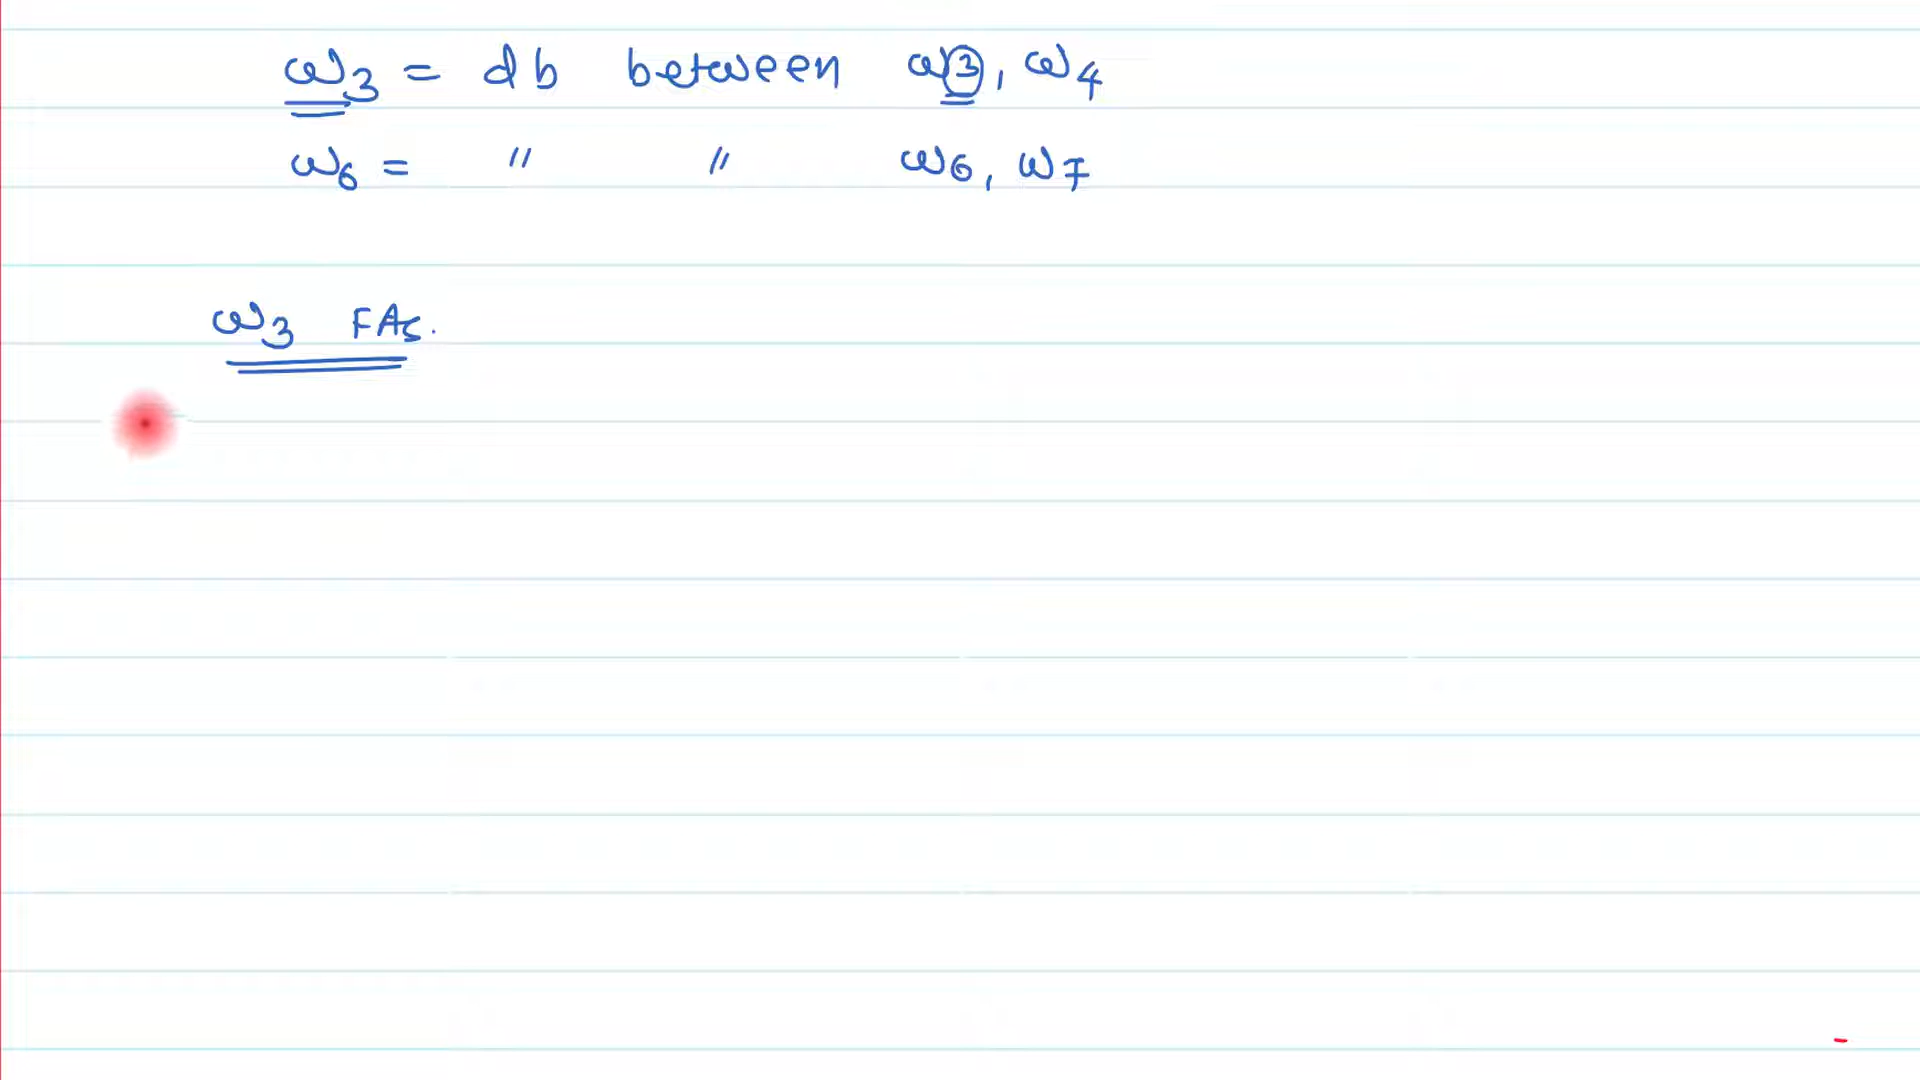 ω3 = db between ω3, ω4
ω6 = " " ω6, ω7
ω3 FAs.